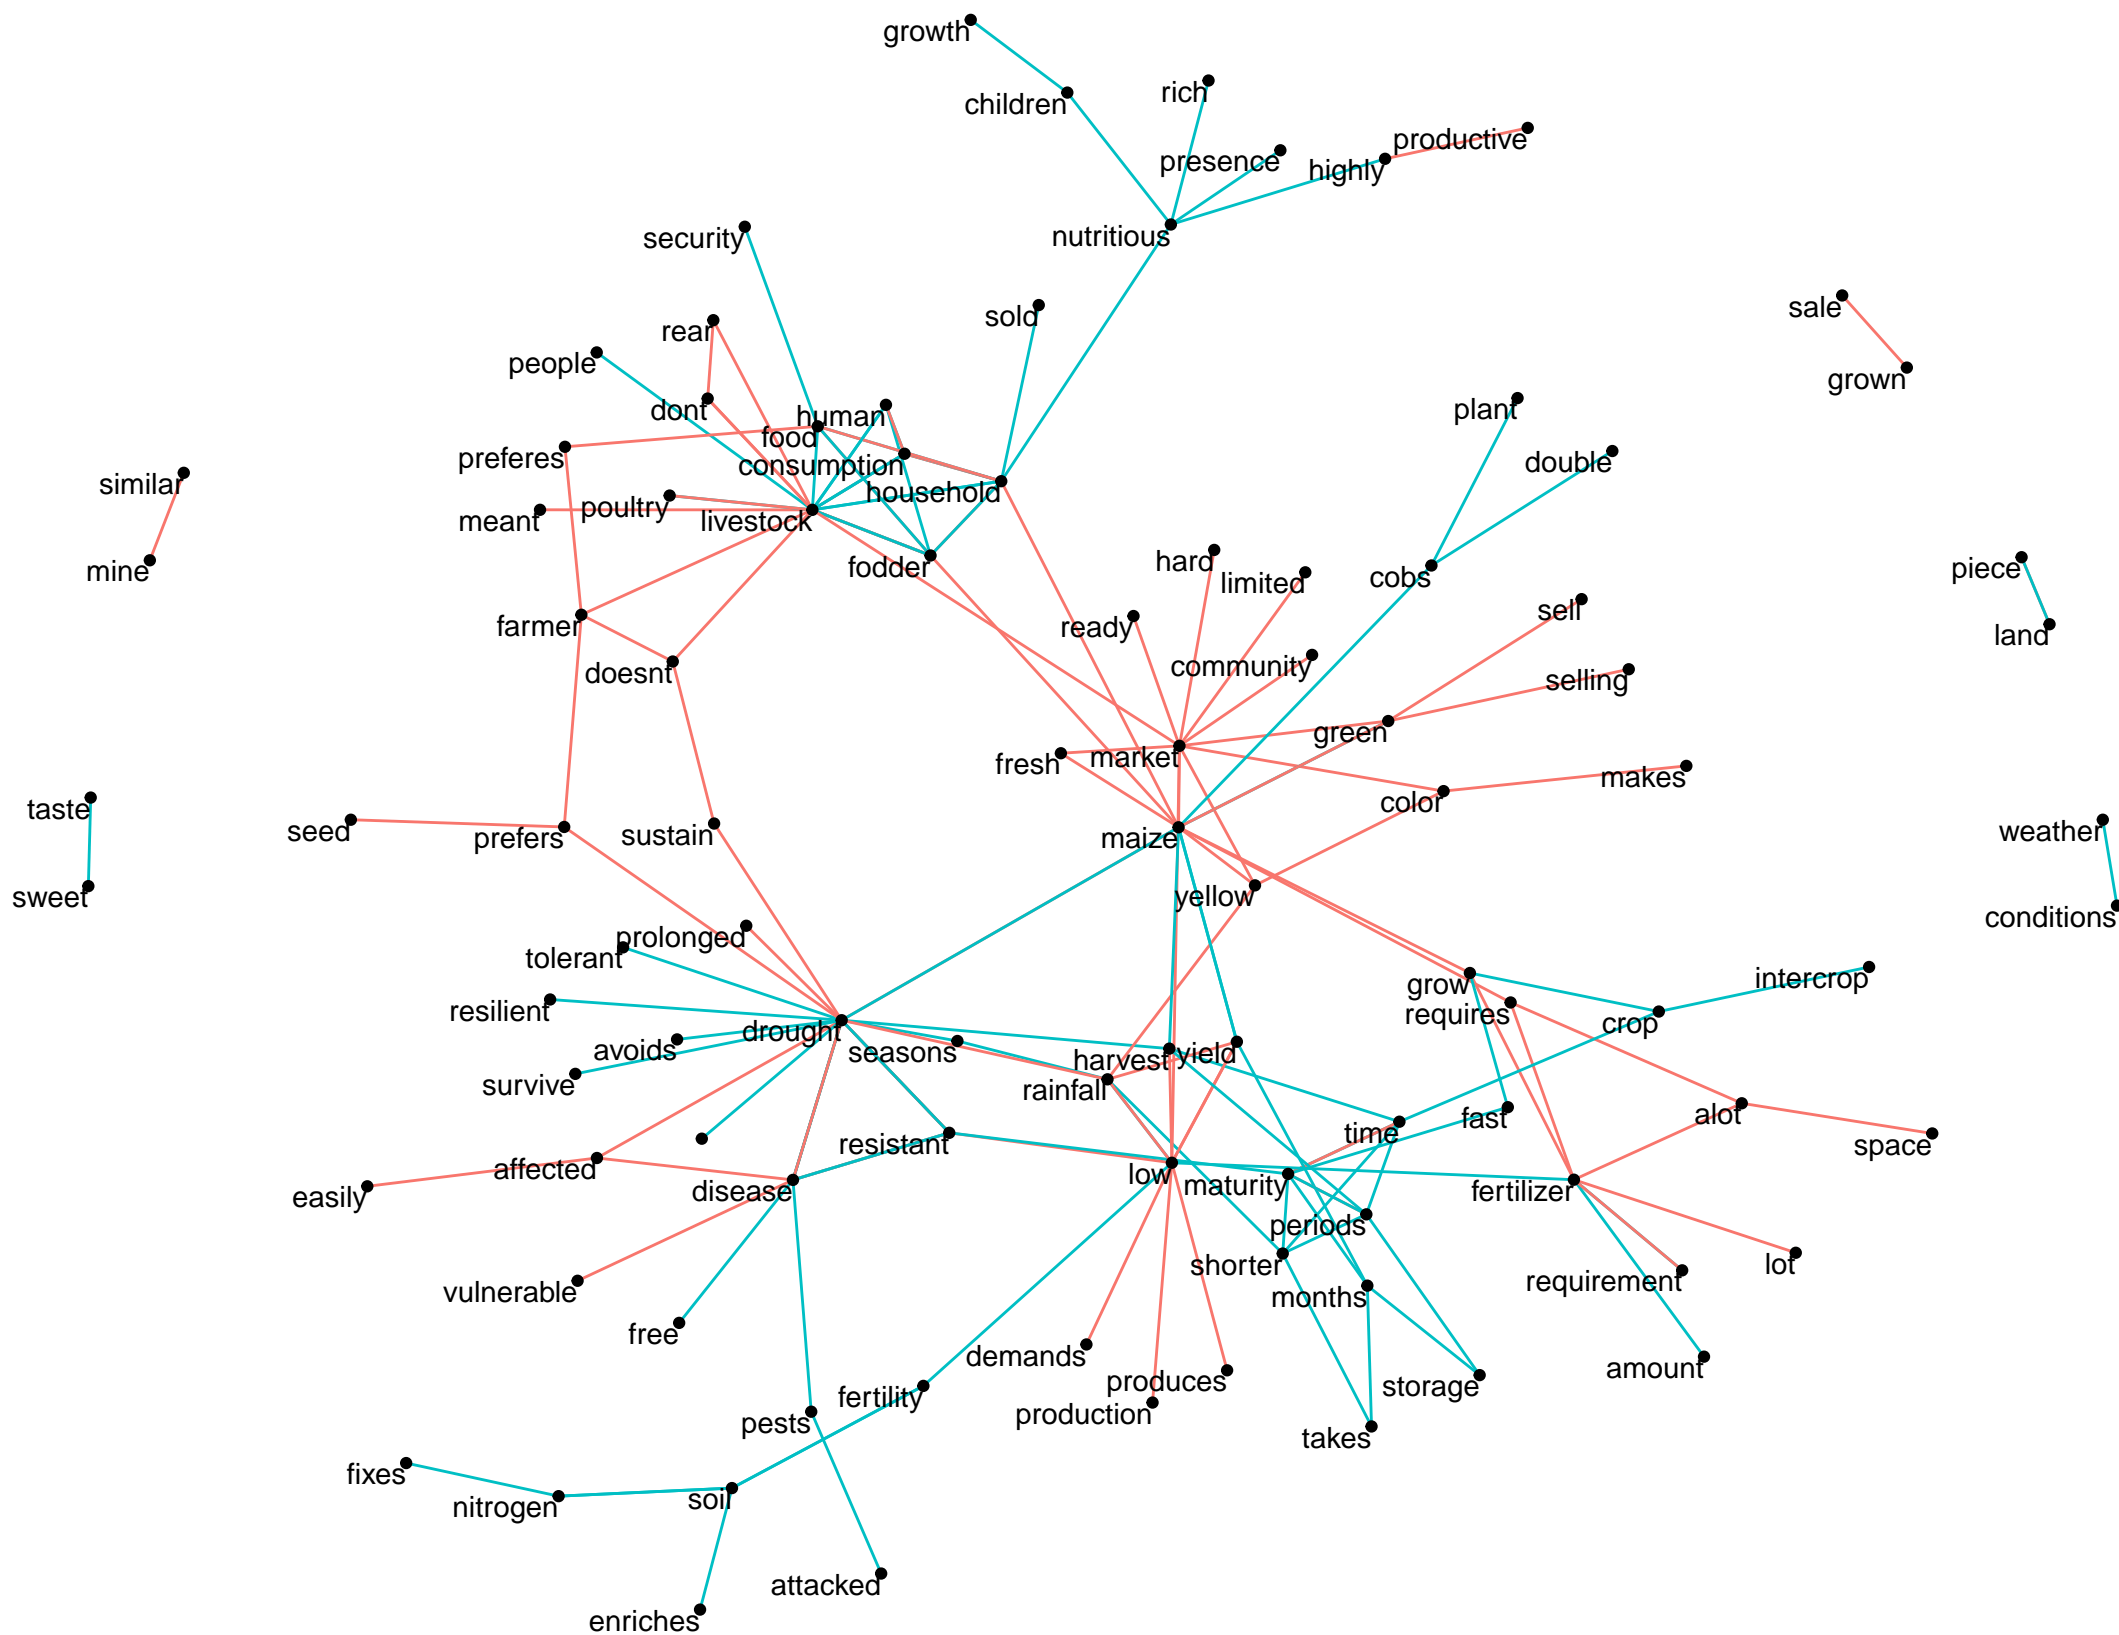 growth
children
rich
productive
presence
highly
nutritious
security
sale
sold
rear
people
grown
dont
human
plant
food
preferes
consumption
double
similar
household
poultry
meant
livestock
hard
fodder
limited
cobs
piece
mine
sell
ready
farmer
land
community
doesnt
selling
green
market
fresh
makes
color
taste
seed
prefers
sustain
maize
weather
sweet
yellow
conditions
prolonged
tolerant
intercrop
grow
resilient
requires
crop
drought
avoids
seasons
harvest
yield
survive
rainfall
alot
fast
time
space
resistant
affected
low
easily
disease
maturity
fertilizer
periods
shorter
lot
requirement
vulnerable
months
free
demands
amount
produces
storage
fertility
production
pests
takes
fixes
soil
nitrogen
attacked
enriches